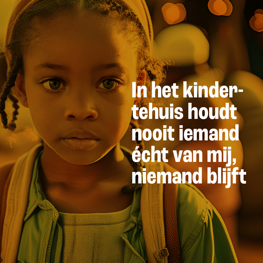 In het kinder-
tehuis houdt
nooit iemand
écht van mij,
niemand blijft